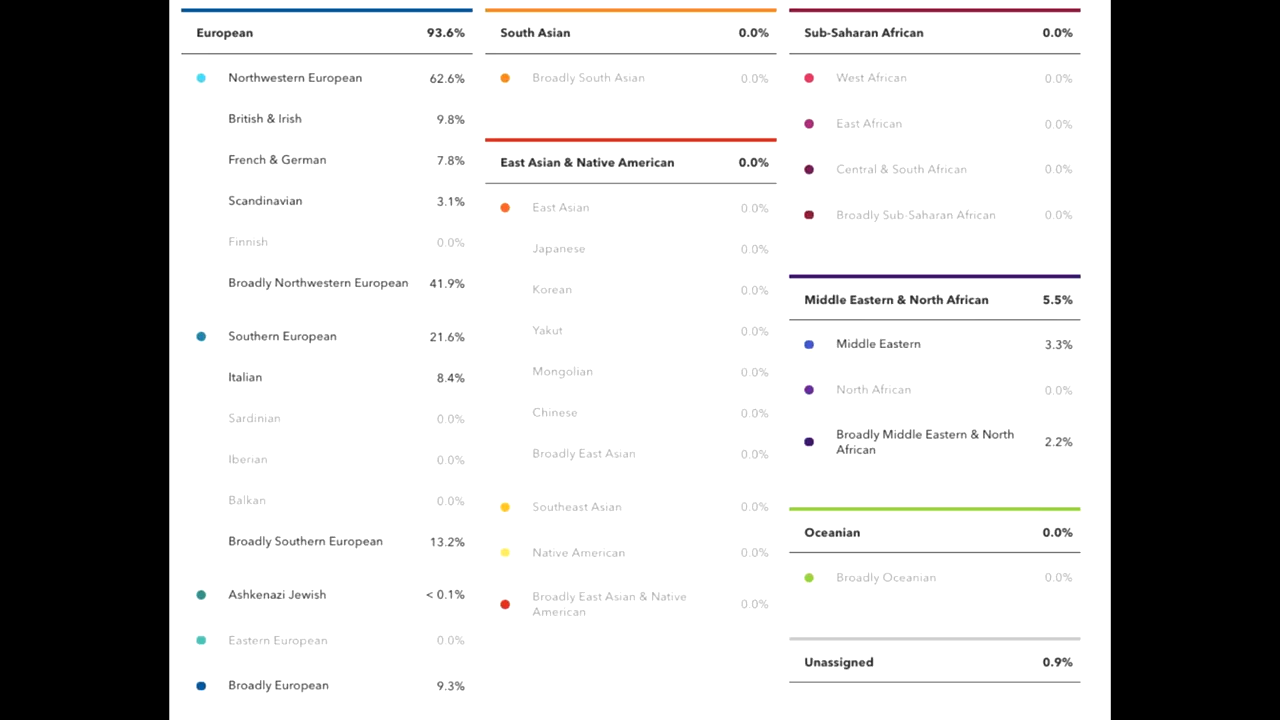 European 93.6%
Northwestern European 62.6%
British & Irish 9.8%
French & German 7.8%
Scandinavian 3.1%
Finnish 0.0%
Broadly Northwestern European 41.9%
Southern European 21.6%
Italian 8.4%
Sardinian 0.0%
Iberian 0.0%
Balkan 0.0%
Broadly Southern European 13.2%
Ashkenazi Jewish < 0.1%
Eastern European 0.0%
Broadly European 9.3%
South Asian 0.0%
Broadly South Asian 0.0%
East Asian & Native American 0.0%
East Asian 0.0%
Japanese 0.0%
Korean 0.0%
Yakut 0.0%
Mongolian 0.0%
Chinese 0.0%
Broadly East Asian 0.0%
Southeast Asian 0.0%
Native American 0.0%
Broadly East Asian & Native 0.0%
American
Sub-Saharan African 0.0%
West African 0.0%
East African 0.0%
Central & South African 0.0%
Broadly Sub-Saharan African 0.0%
Middle Eastern & North African 5.5%
Middle Eastern 3.3%
North African 0.0%
Broadly Middle Eastern & North 2.2%
African
Oceanian 0.0%
Broadly Oceanian 0.0%
Unassigned 0.9%